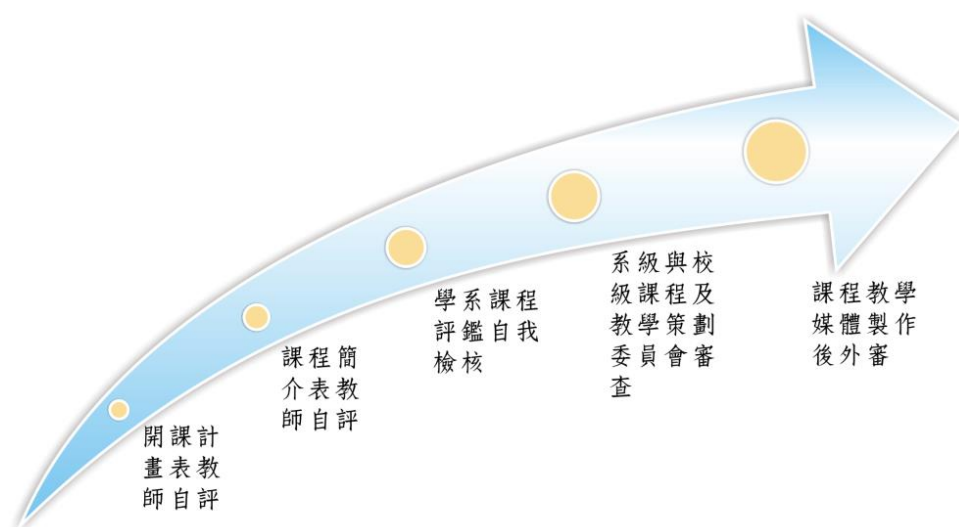 開課計
畫表教
師自評
課程簡
介表教
師自評
學系課程
評鑑自我
檢核
系級與校
級課程及
教學策劃
委員會審
查
課程教學
媒體製作
後外審